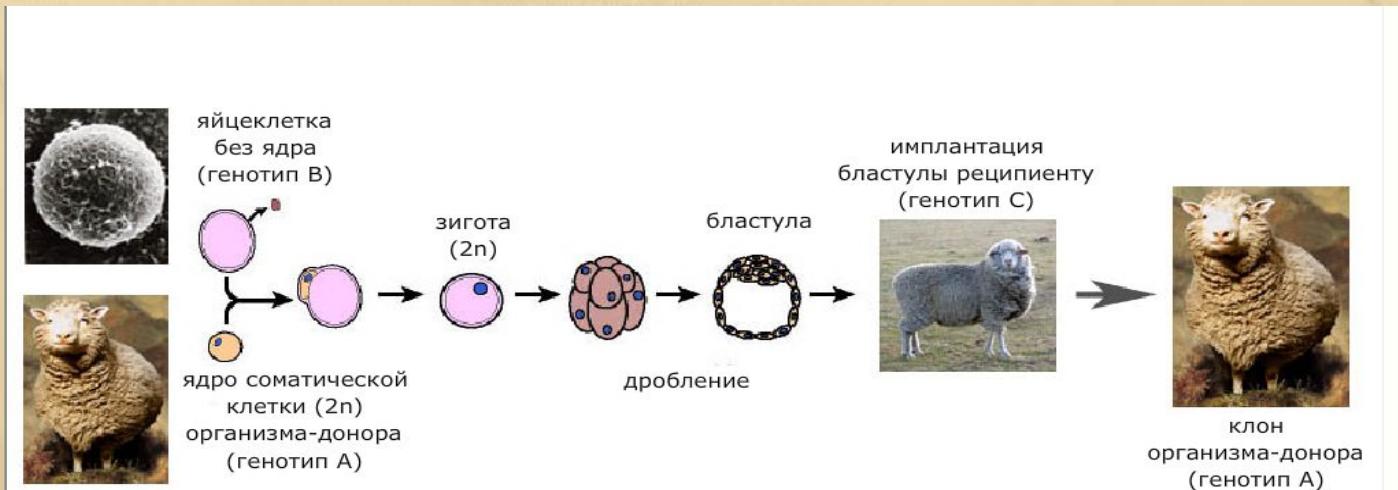 яйцеклетка
без ядра
(генотип В)
ядро соматической
клетки (2n)
организма-донора
(генотип А)
зигота
(2n)
дробление
бластула
имплантация
бластулы реципиенту
(генотип С)
клон
организма-донора
(генотип А)